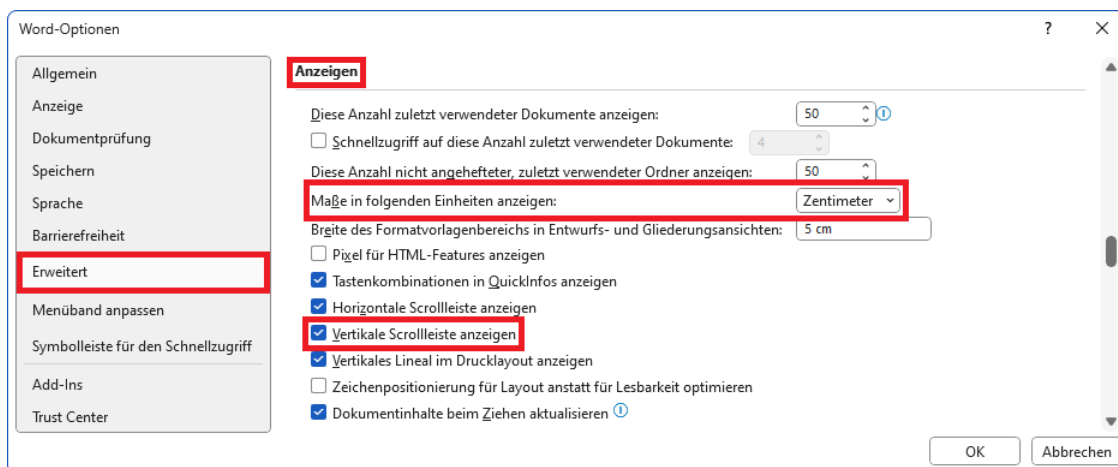 Word-Optionen
?
Allgemein
Anzeige
Dokumentprüfung
Speichern
Sprache
Barrierefreiheit
Erweitert
Menüband anpassen
Symbolleiste für den Schnellzugriff
Add-Ins
Trust Center
Anzeigen
Diese Anzahl zuletzt verwendeter Dokumente anzeigen: 50
Schnellzugriff auf diese Anzahl zuletzt verwendeter Dokumente: 4
Diese Anzahl nicht angehefteter, zuletzt verwendeter Ordner anzeigen: 50
Maße in folgenden Einheiten anzeigen: Zentimeter
Breite des Formatvorlagenbereichs in Entwurfs- und Gliederungsansichten: 5 cm
Pixel für HTML-Features anzeigen
Tastenkombinationen in QuickInfos anzeigen
Horizontale Scrollleiste anzeigen
Vertikale Scrollleiste anzeigen
Vertikales Lineal im Drucklayout anzeigen
Zeichenpositionierung für Layout anstatt für Lesbarkeit optimieren
Dokumentinhalte beim Ziehen aktualisieren
OK
Abbrechen